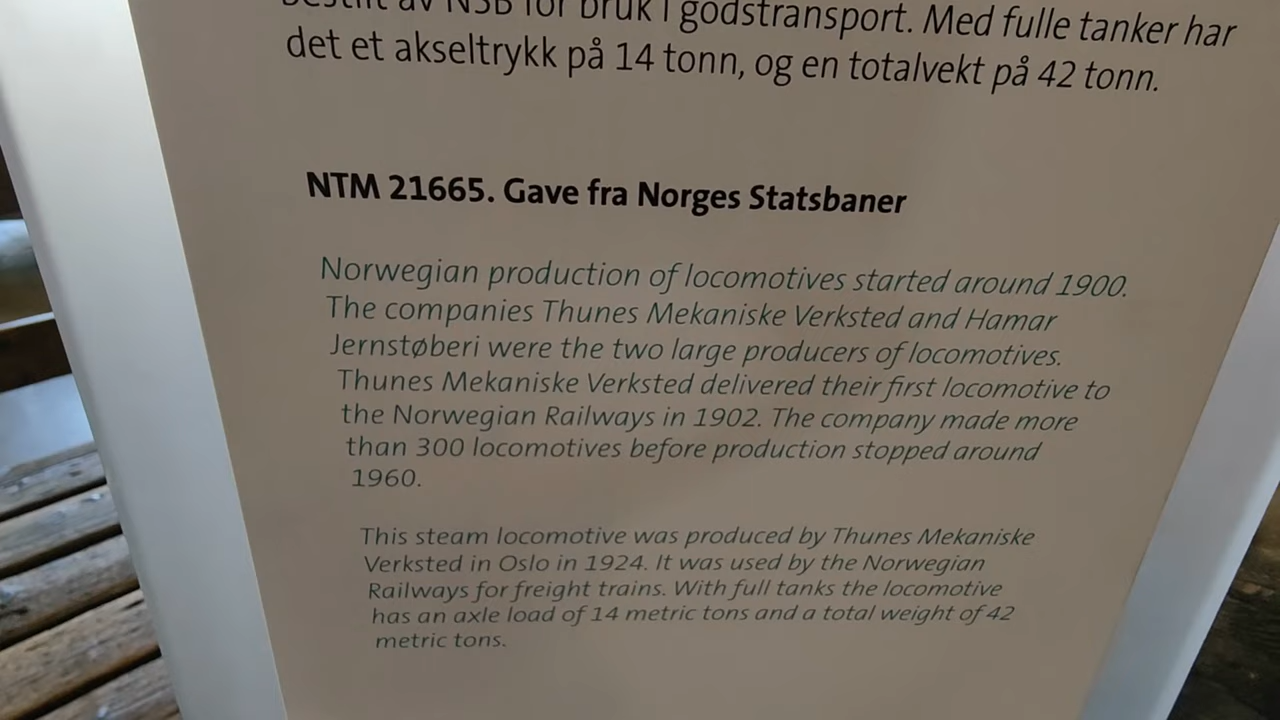 bestilt av NSB for bruk i godstransport. Med fulle tanker har
det et akseltrykk på 14 tonn, og en totalvekt på 42 tonn.
NTM 21665. Gave fra Norges Statsbaner
Norwegian production of locomotives started around 1900.
The companies Thunes Mekaniske Verksted and Hamar
Jernstøberi were the two large producers of locomotives.
Thunes Mekaniske Verksted delivered their first locomotive to
the Norwegian Railways in 1902. The company made more
than 300 locomotives before production stopped around
1960.
This steam locomotive was produced by Thunes Mekaniske
Verksted in Oslo in 1924. It was used by the Norwegian
Railways for freight trains. With full tanks the locomotive
has an axle load of 14 metric tons and a total weight of 42
metric tons.